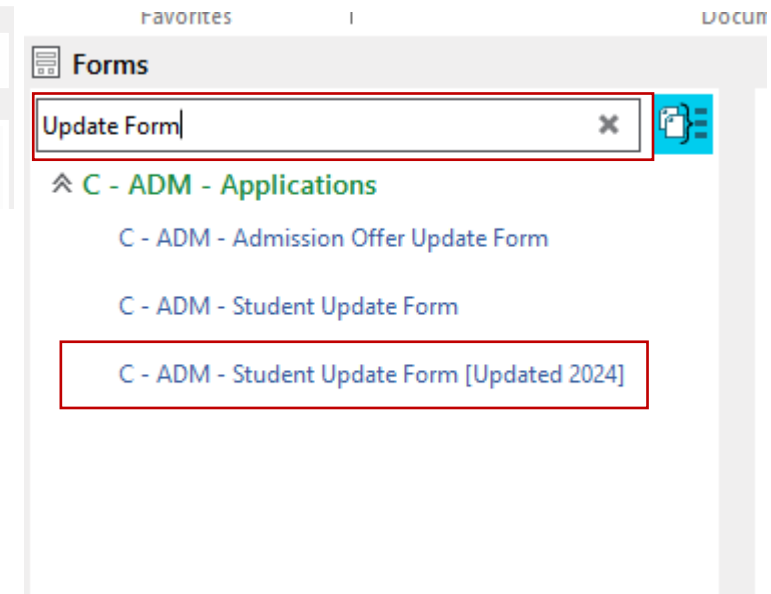 Favorites
Forms
Update Form
C - ADM - Applications
C - ADM - Admission Offer Update Form
C - ADM - Student Update Form
C - ADM - Student Update Form [Updated 2024]